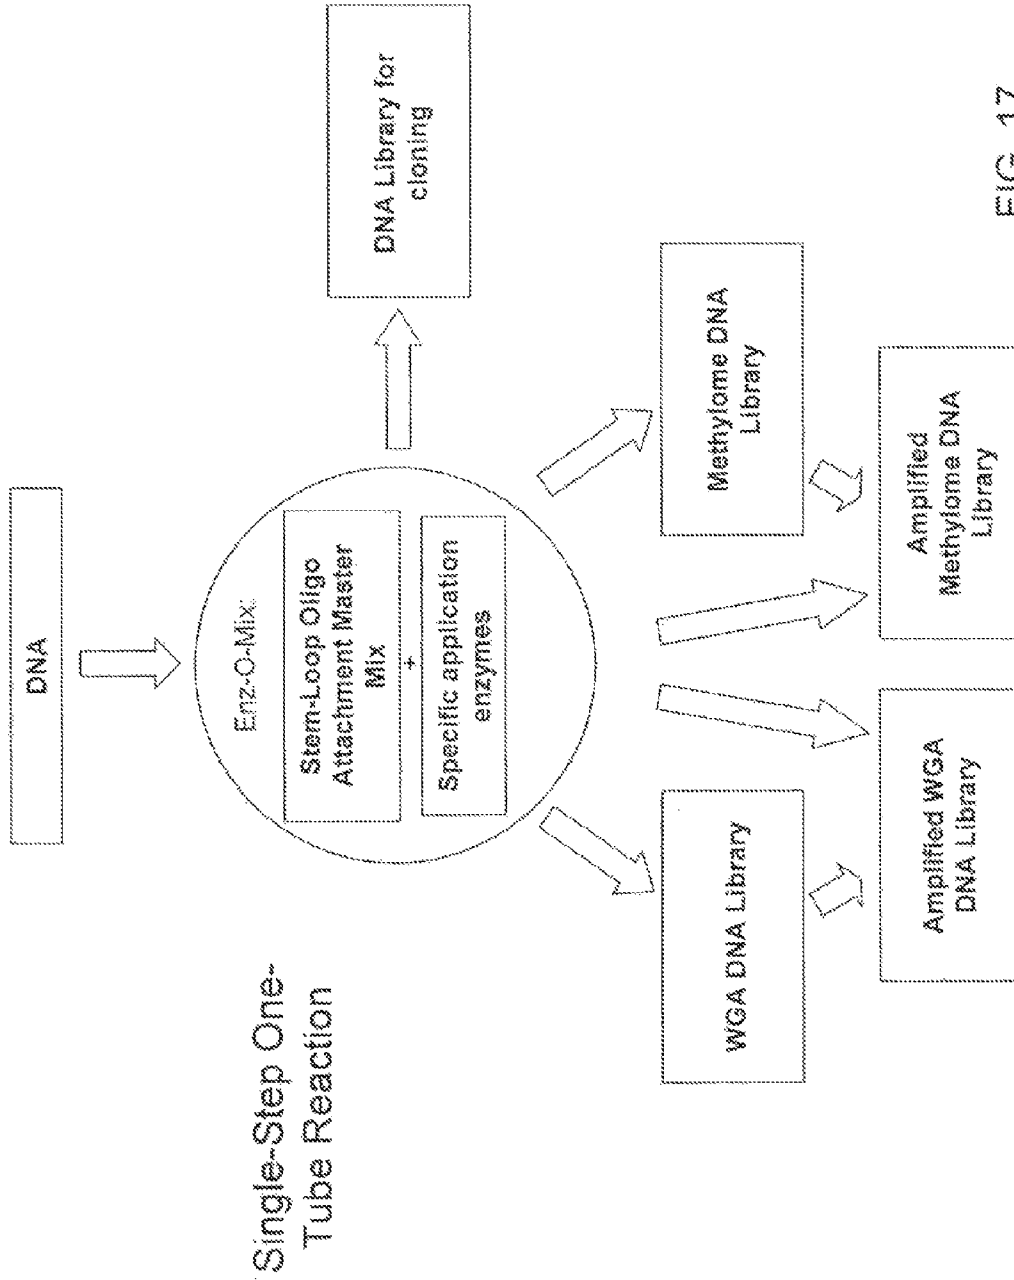 Single-Step One-
Tube Reaction
DNA
Enz-O-Mix:
Stem-Loop Oligo
Attachment Master
Mix
+
Specific application
enzymes
DNA Library for
cloning
WGA DNA Library
Methylome DNA
Library
Amplified WGA
DNA Library
Amplified
Methylome DNA
Library
FIG. 17